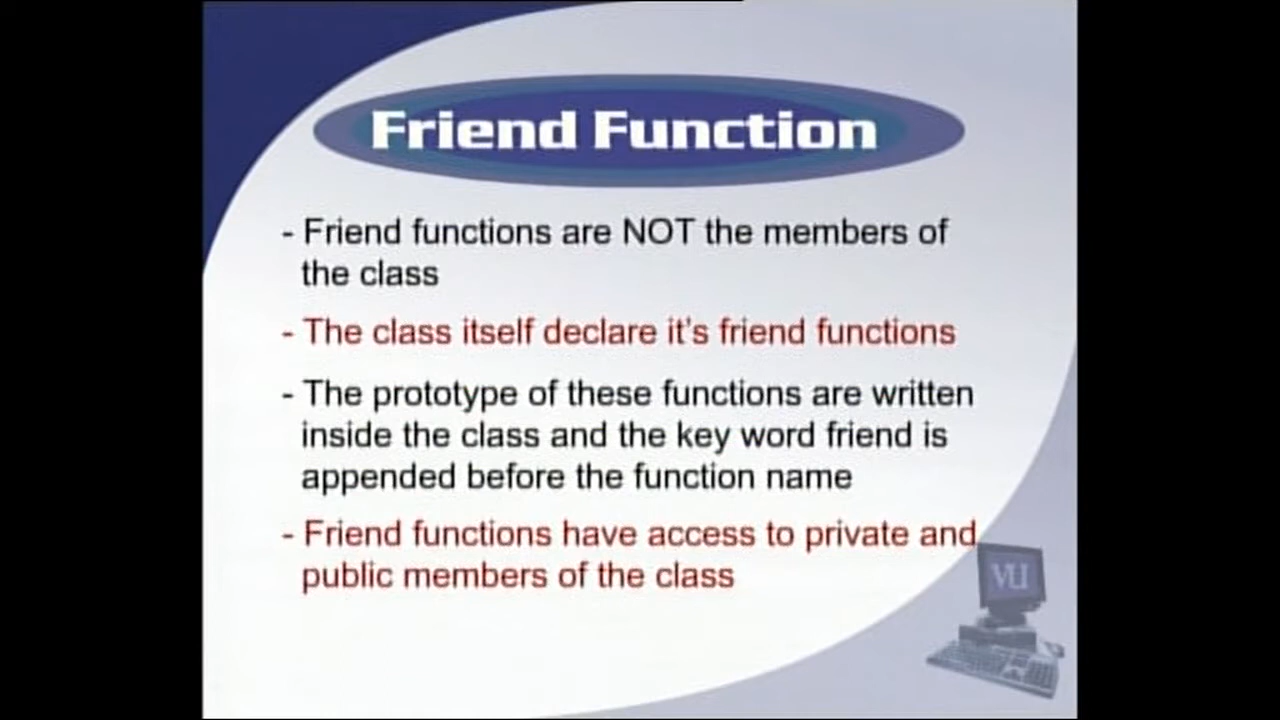 Friend Function
- Friend functions are NOT the members of
the class
- The class itself declare it's friend functions
- The prototype of these functions are written
inside the class and the key word friend is
appended before the function name
- Friend functions have access to private and
public members of the class
VU